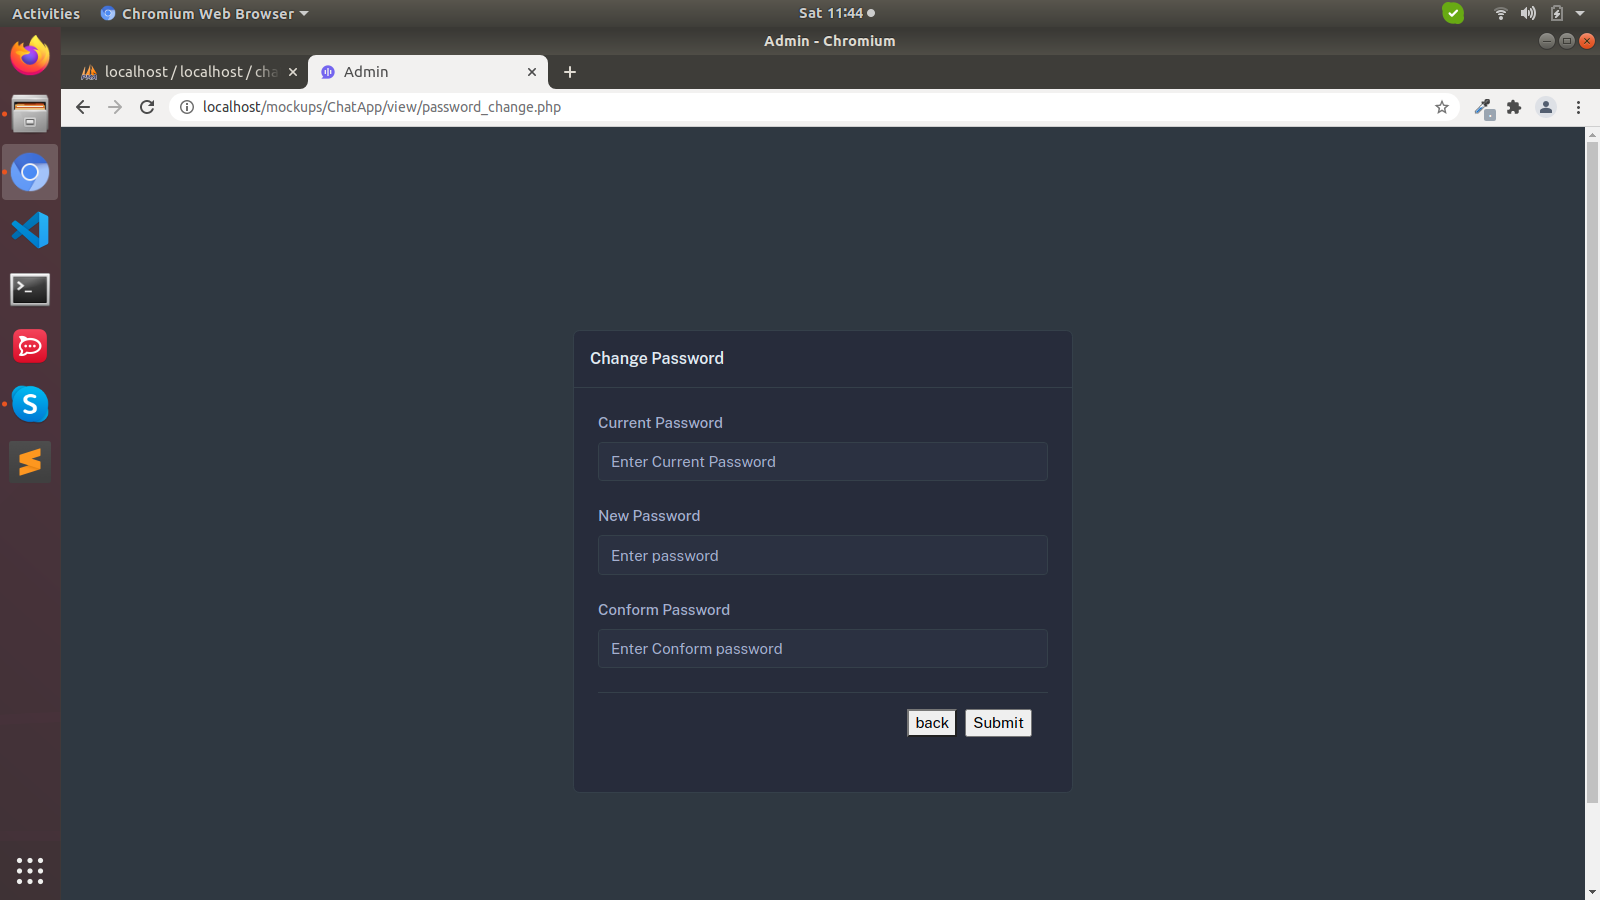 Activities Chromium Web Browser Sat 11:44
Admin - Chromium
localhost / localhost / cha Admin
localhost/mockups/ChatApp/view/password_change.php
Change Password
Current Password
Enter Current Password
New Password
Enter password
Conform Password
Enter Conform password
back Submit